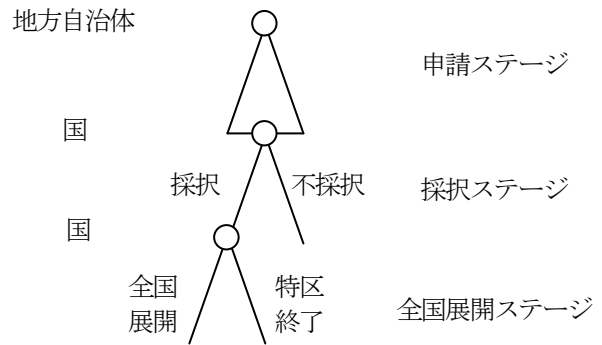 地方自治体
申請ステージ
国
採択
不採択
採択ステージ
国
全国
展開
特区
終了
全国展開ステージ